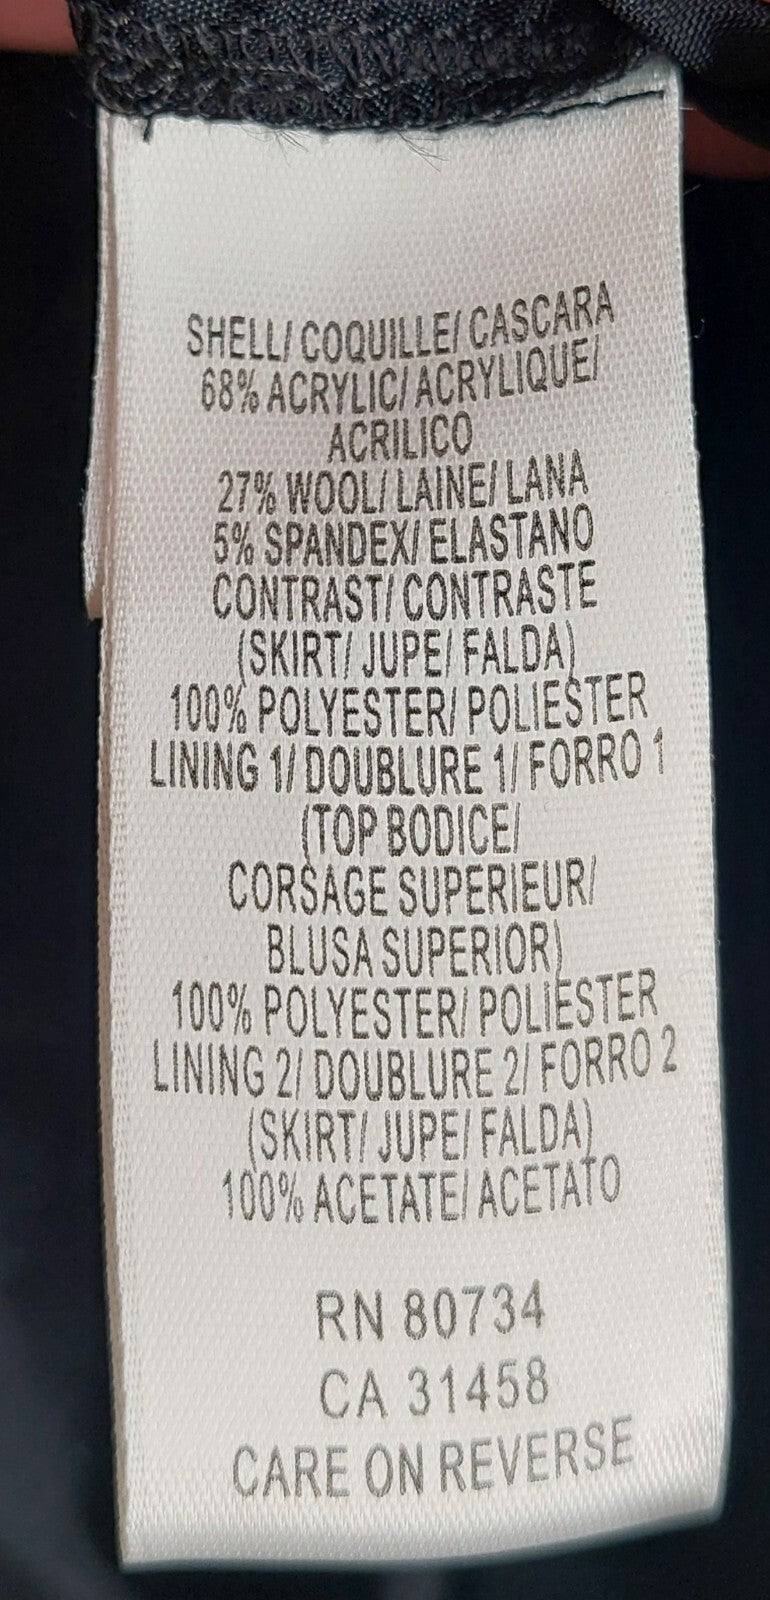 SHELL/ COQUILLE/ CASCARA
68% ACRYLIC/ ACRYLIQUE/
ACRILICO
27% WOOL/ LAINE/ LANA
5% SPANDEX/ ELASTANO
CONTRAST/ CONTRASTE
(SKIRT/ JUPE/ FALDA)
100% POLYESTER/ POLIESTER
LINING 1/ DOUBLURE 1/ FORRO 1
(TOP BODICE/
CORSAGE SUPERIEUR/
BLUSA SUPERIOR)
100% POLYESTER/ POLIESTER
LINING 2/ DOUBLURE 2/ FORRO 2
(SKIRT/ JUPE/ FALDA)
100% ACETATE/ ACETATO
RN 80734
CA 31458
CARE ON REVERSE